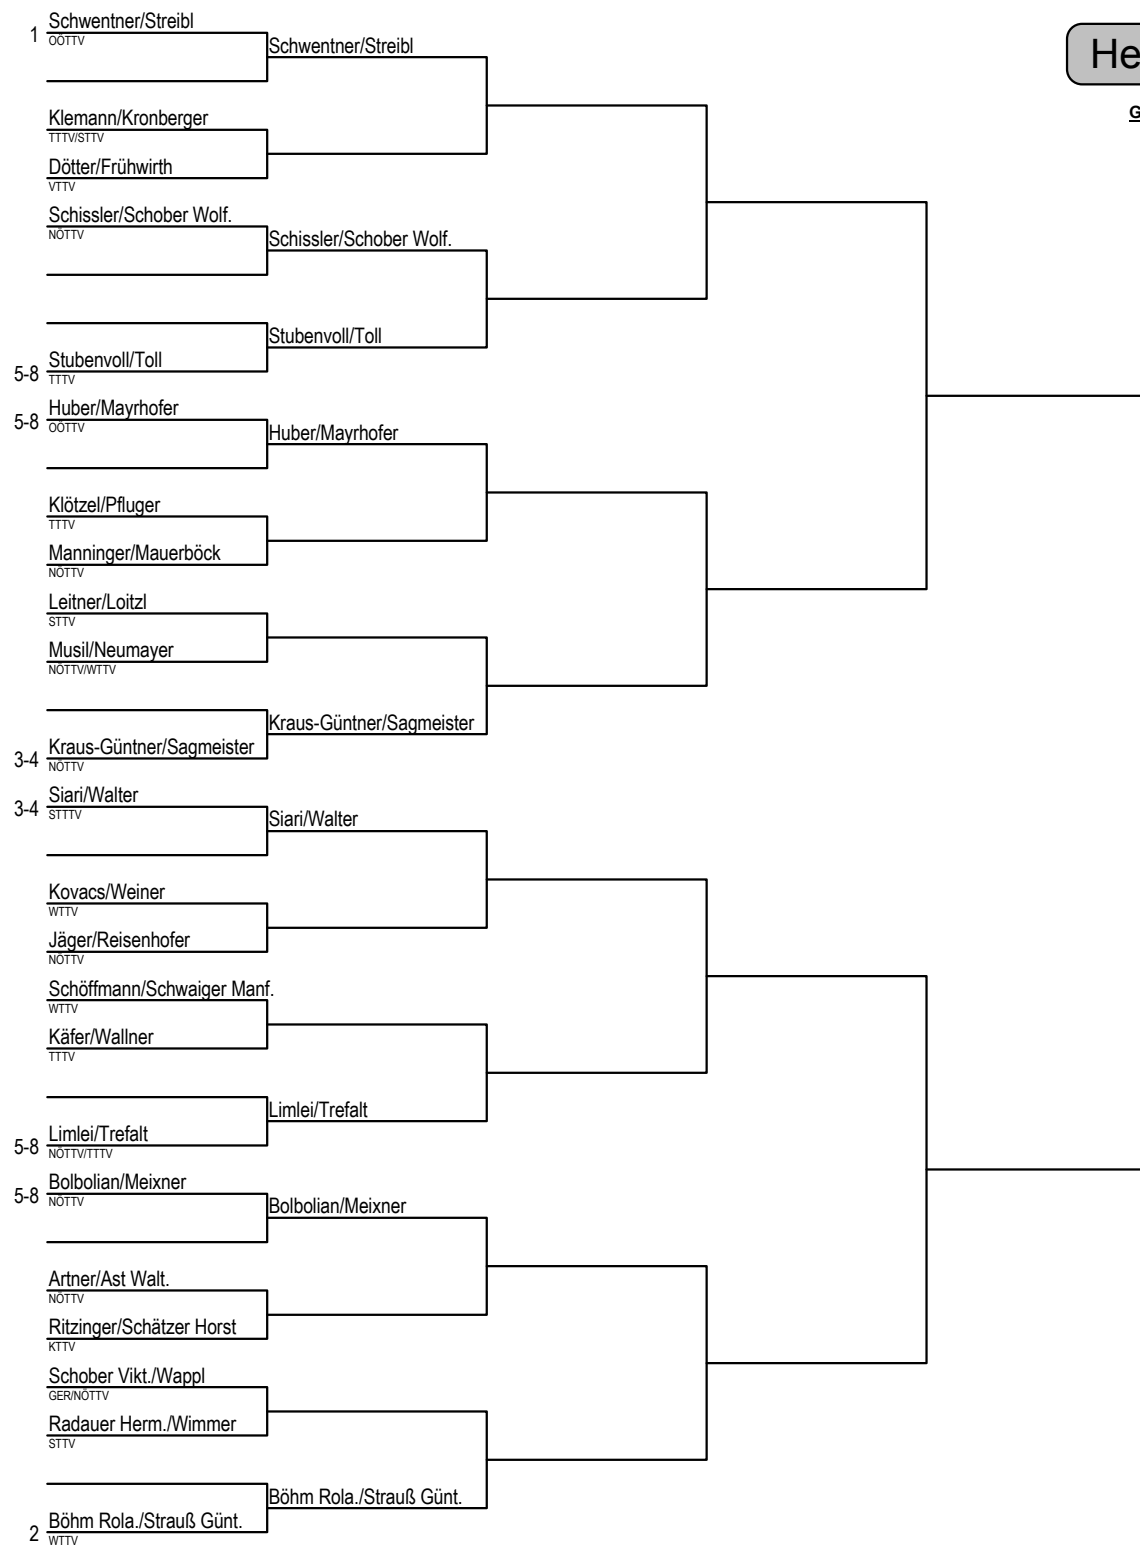 Schwentner/Streibl
1
OÖTTV
Schwentner/Streibl
He
G
Klemann/Kronberger
TTTV/STTV
Dötter/Frühwirth
VTTV
Schissler/Schober Wolf.
NÖTTV
Schissler/Schober Wolf.
Stubenvoll/Toll
Stubenvoll/Toll
5-8
TTTV
Huber/Mayrhofer
5-8
OÖTTV
Huber/Mayrhofer
Klötzel/Pfluger
TTTV
Manninger/Mauerböck
NÖTTV
Leitner/Loitzl
STTV
Musil/Neumayer
NÖTTV/WTTV
Kraus-Güntner/Sagmeister
Kraus-Güntner/Sagmeister
3-4
NÖTTV
Siari/Walter
3-4
STTTV
Siari/Walter
Kovacs/Weiner
WTTV
Jäger/Reisenhofer
NÖTTV
Schöffmann/Schwaiger Manf.
WTTV
Käfer/Wallner
TTTV
Limlei/Trefalt
Limlei/Trefalt
5-8
NÖTTV/TTTV
Bolbolian/Meixner
5-8
NÖTTV
Bolbolian/Meixner
Artner/Ast Walt.
NÖTTV
Ritzinger/Schätzer Horst
KTTV
Schober Vikt./Wappl
GER/NÖTTV
Radauer Herm./Wimmer
STTV
Böhm Rola./Strauß Günt.
Böhm Rola./Strauß Günt.
2
WTTV